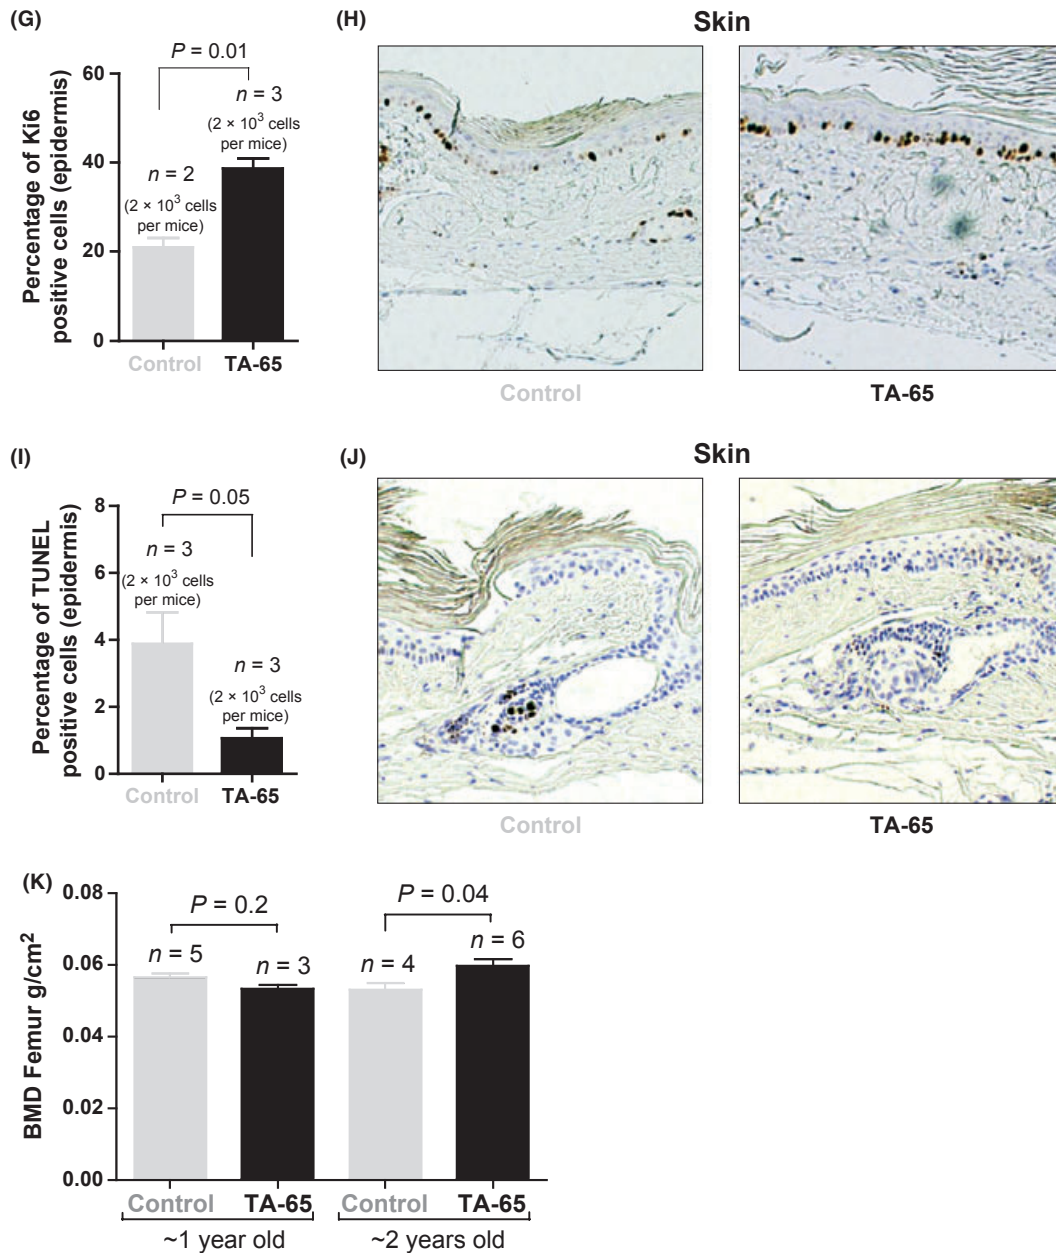 (G)
Percentage of Ki6
positive cells (epidermis)
60
40
20
0
P = 0.01
n = 2
(2 × 10³ cells
per mice)
n = 3
(2 × 10³ cells
per mice)
Control
TA-65
(H)
Skin
Control
TA-65
(I)
Percentage of TUNEL
positive cells (epidermis)
8
6
4
2
0
P = 0.05
n = 3
(2 × 10³ cells
per mice)
n = 3
(2 × 10³ cells
per mice)
Control
TA-65
(J)
Skin
Control
TA-65
(K)
BMD Femur g/cm²
0.08
0.06
0.04
0.02
0.00
P = 0.2
P = 0.04
n = 5
n = 3
n = 4
n = 6
Control
TA-65
Control
TA-65
~1 year old
~2 years old